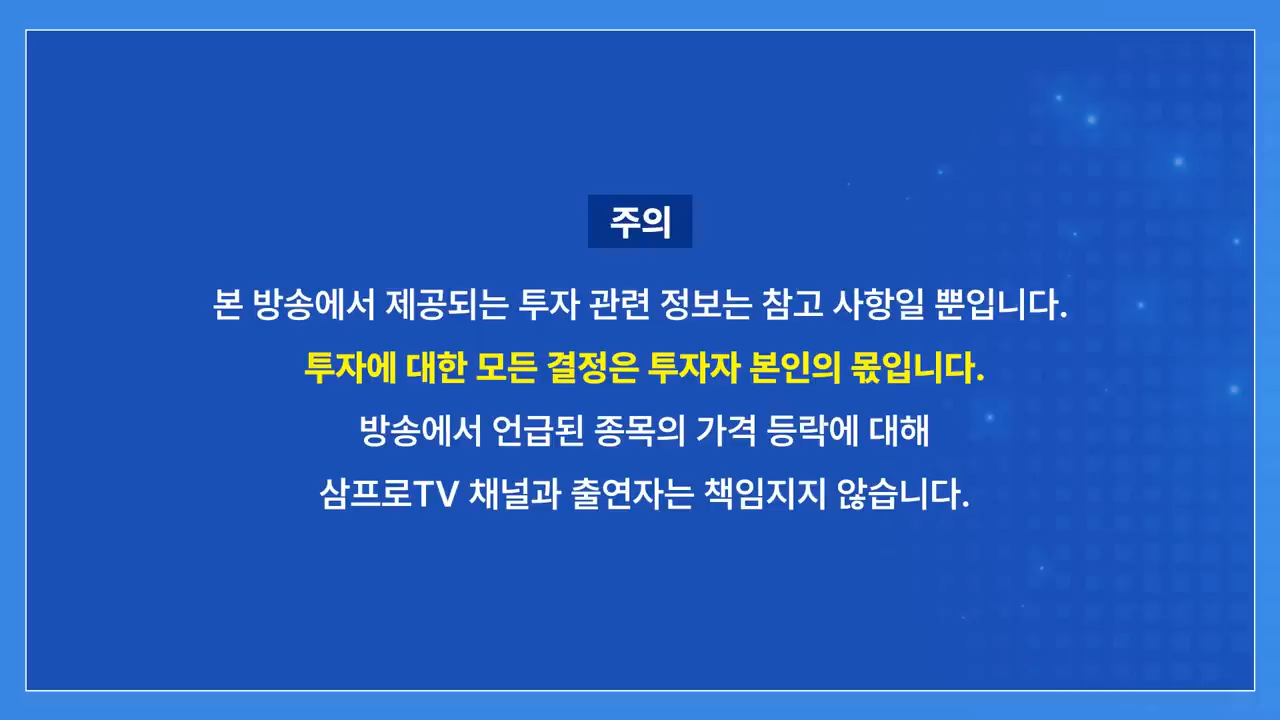 주의
본 방송에서 제공되는 투자 관련 정보는 참고 사항일 뿐입니다.
투자에 대한 모든 결정은 투자자 본인의 몫입니다.
방송에서 언급된 종목의 가격 등락에 대해
삼프로TV 채널과 출연자는 책임지지 않습니다.